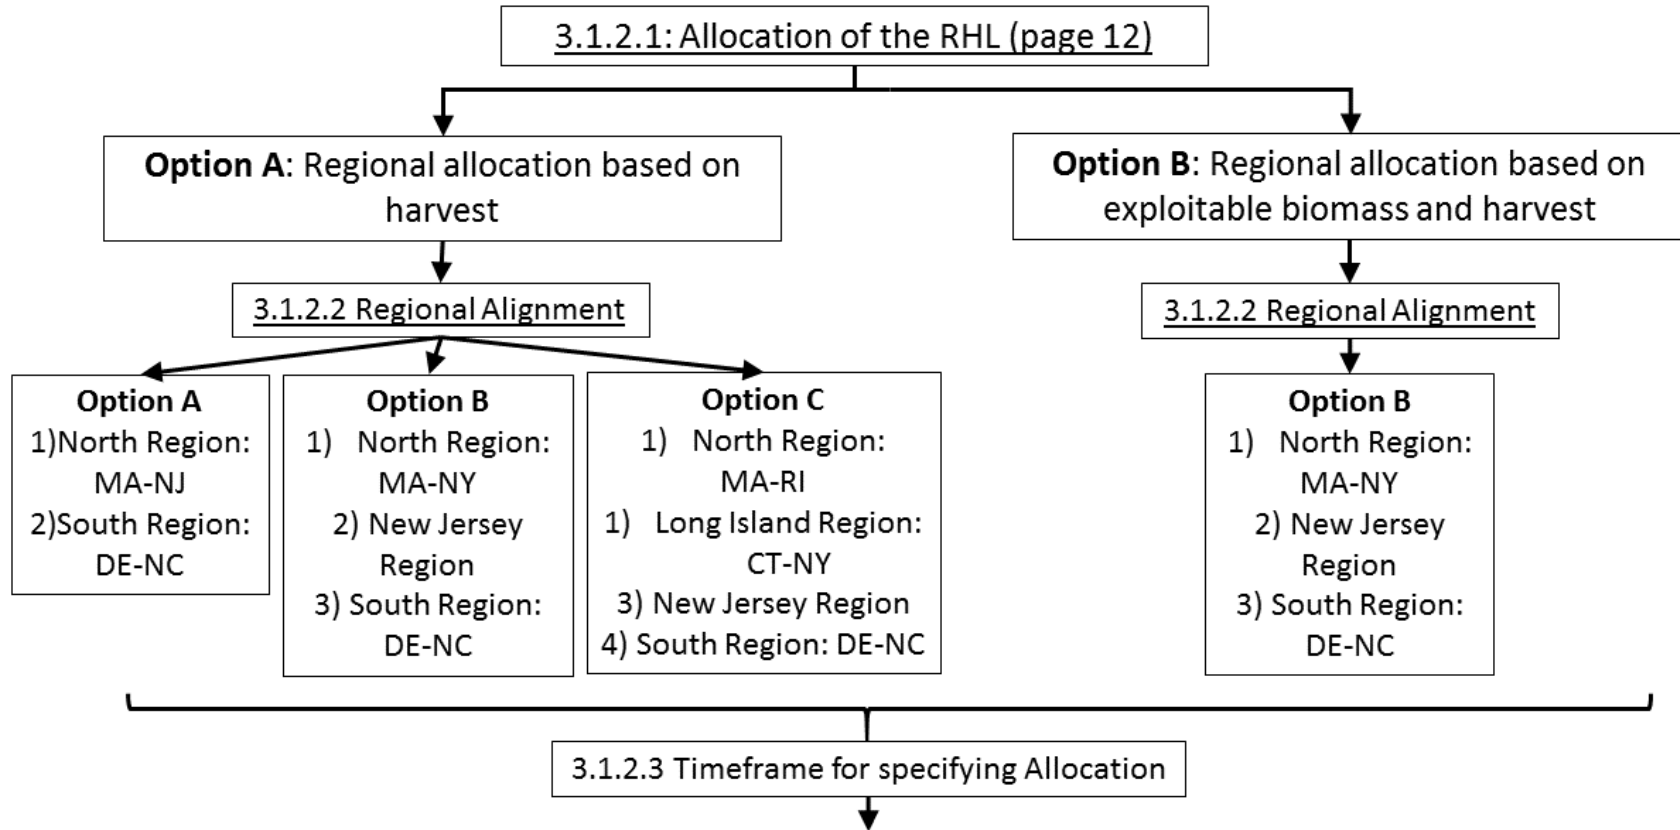 3.1.2.1: Allocation of the RHL (page 12)
Option A: Regional allocation based on
harvest
Option B: Regional allocation based on
exploitable biomass and harvest
3.1.2.2 Regional Alignment
3.1.2.2 Regional Alignment
Option A
1)North Region:
MA-NJ
2)South Region:
DE-NC
Option B
1) North Region:
MA-NY
2) New Jersey
Region
3) South Region:
DE-NC
Option C
1) North Region:
MA-RI
1) Long Island Region:
CT-NY
3) New Jersey Region
4) South Region: DE-NC
Option B
1) North Region:
MA-NY
2) New Jersey
Region
3) South Region:
DE-NC
3.1.2.3 Timeframe for specifying Allocation